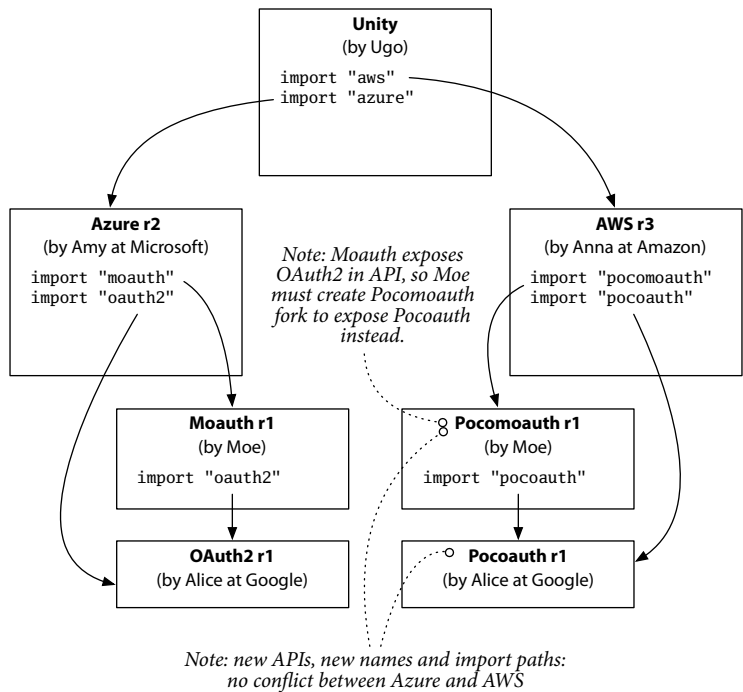 Unity
(by Ugo)
import "aws"
import "azure"
Azure r2
(by Amy at Microsoft)
import "moauth"
import "oauth2"
Note: Moauth exposes
OAuth2 in API, so Moe
must create Pocomoauth
fork to expose Pocoauth
instead.
AWS r3
(by Anna at Amazon)
import "pocomoauth"
import "pocoauth"
Moauth r1
(by Moe)
import "oauth2"
Pocomoauth r1
(by Moe)
import "pocoauth"
OAuth2 r1
(by Alice at Google)
Pocoauth r1
(by Alice at Google)
Note: new APIs, new names and import paths:
no conflict between Azure and AWS